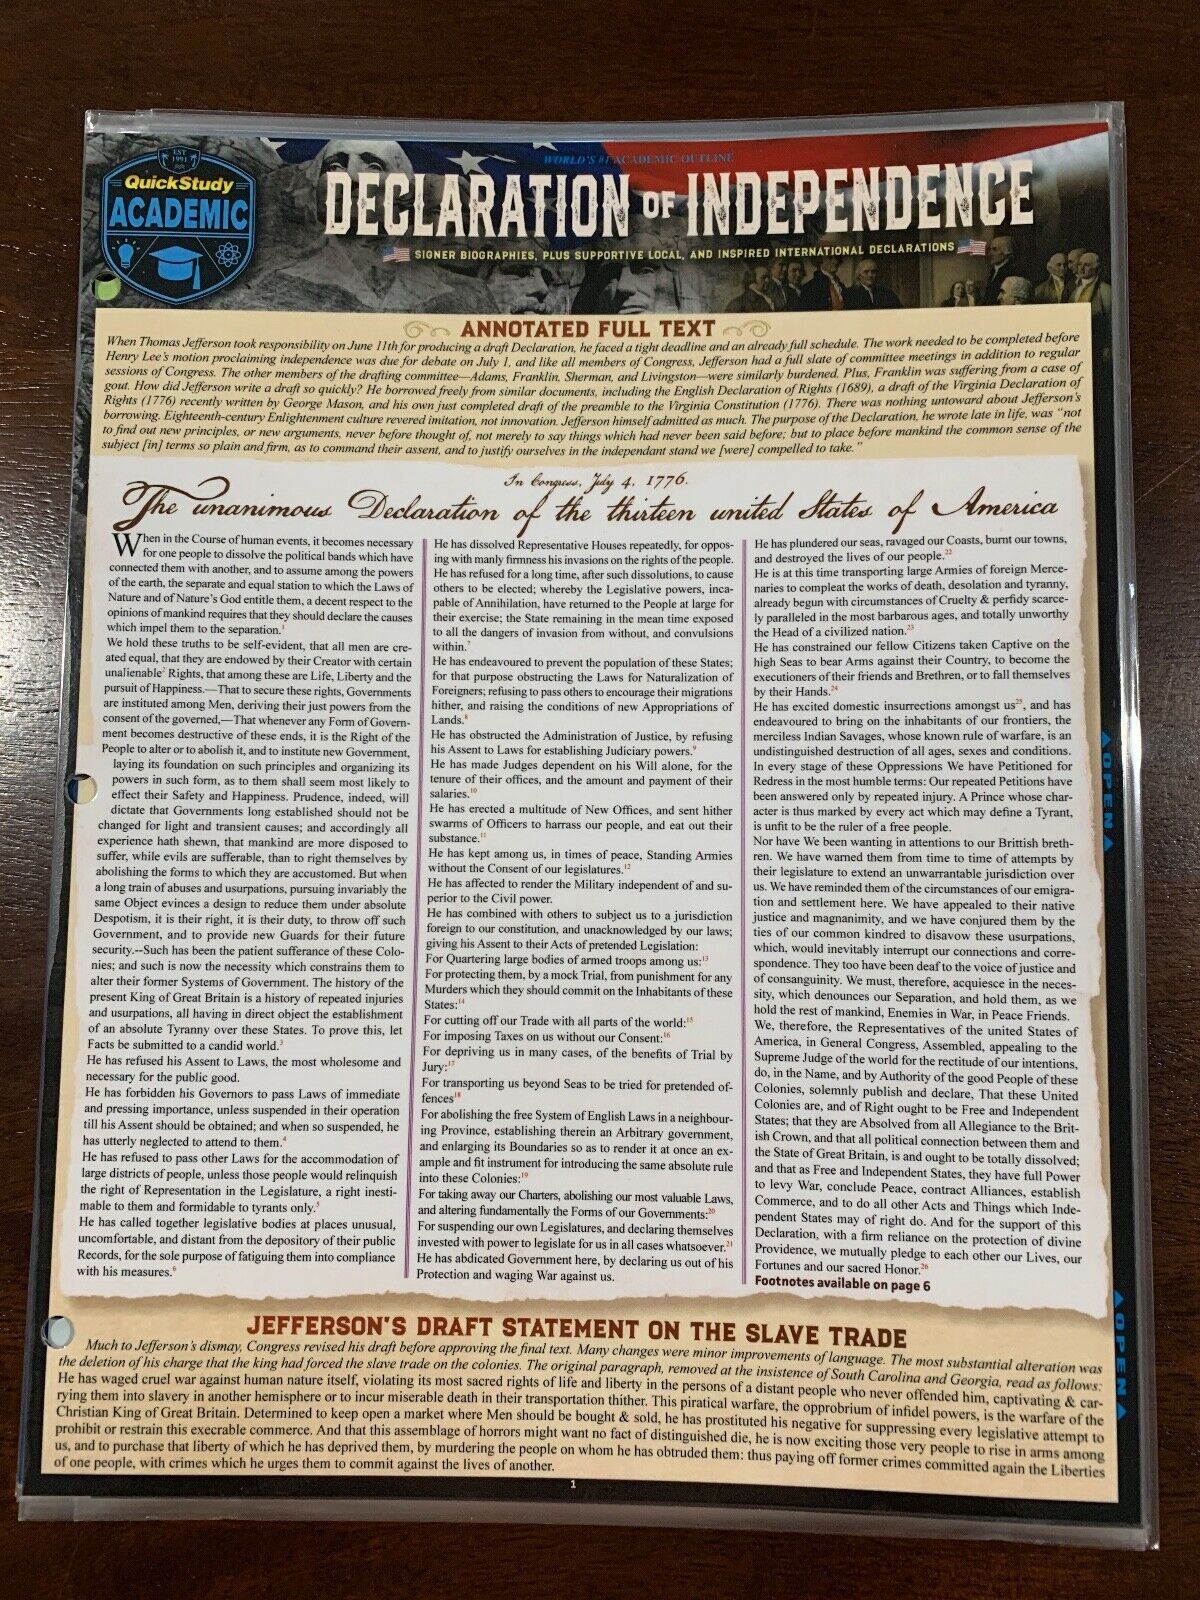 EST
1991
QuickStudy
ACADEMIC
WORLD'S #1 ACADEMIC OUTLINE
DECLARATION OF INDEPENDENCE
SIGNER BIOGRAPHIES, PLUS SUPPORTIVE LOCAL, AND INSPIRED INTERNATIONAL DECLARATIONS
ANNOTATED FULL TEXT
When Thomas Jefferson took responsibility on June 11th for producing a draft Declaration, he faced a tight deadline and an already full schedule. The work needed to be completed before
Henry Lee's motion proclaiming independence was due for debate on July 1, and like all members of Congress, Jefferson had a full slate of committee meetings in addition to regular
sessions of Congress. The other members of the drafting committee—Adams, Franklin, Sherman, and Livingston—were similarly burdened. Plus, Franklin was suffering from a case of
gout. How did Jefferson write a draft so quickly? He borrowed freely from similar documents, including the English Declaration of Rights (1689), a draft of the Virginia Declaration of
Rights (1776) recently written by George Mason, and his own just completed draft of the preamble to the Virginia Constitution (1776). There was nothing untoward about Jefferson's
borrowing. Eighteenth-century Enlightenment culture revered imitation, not innovation. Jefferson himself admitted as much. The purpose of the Declaration, he wrote late in life, was "not
to find out new principles, or new arguments, never before thought of, not merely to say things which had never been said before; but to place before mankind the common sense of the
subject [in] terms so plain and firm, as to command their assent, and to justify ourselves in the independant stand we [were] compelled to take."
In Congress, July 4, 1776.
The unanimous Declaration of the thirteen united States of America
When in the Course of human events, it becomes necessary
for one people to dissolve the political bands which have
connected them with another, and to assume among the powers
of the earth, the separate and equal station to which the Laws of
Nature and of Nature's God entitle them, a decent respect to the
opinions of mankind requires that they should declare the causes
which impel them to the separation.1
We hold these truths to be self-evident, that all men are cre-
ated equal, that they are endowed by their Creator with certain
unalienable2 Rights, that among these are Life, Liberty and the
pursuit of Happiness.—That to secure these rights, Governments
are instituted among Men, deriving their just powers from the
consent of the governed,—That whenever any Form of Govern-
ment becomes destructive of these ends, it is the Right of the
People to alter or to abolish it, and to institute new Government,
laying its foundation on such principles and organizing its
powers in such form, as to them shall seem most likely to
effect their Safety and Happiness. Prudence, indeed, will
dictate that Governments long established should not be
changed for light and transient causes; and accordingly all
experience hath shewn, that mankind are more disposed to
suffer, while evils are sufferable, than to right themselves by
abolishing the forms to which they are accustomed. But when
a long train of abuses and usurpations, pursuing invariably the
same Object evinces a design to reduce them under absolute
Despotism, it is their right, it is their duty, to throw off such
Government, and to provide new Guards for their future
security.--Such has been the patient sufferance of these Colo-
nies; and such is now the necessity which constrains them to
alter their former Systems of Government. The history of the
present King of Great Britain is a history of repeated injuries
and usurpations, all having in direct object the establishment
of an absolute Tyranny over these States. To prove this, let
Facts be submitted to a candid world.3
He has refused his Assent to Laws, the most wholesome and
necessary for the public good.
He has forbidden his Governors to pass Laws of immediate
and pressing importance, unless suspended in their operation
till his Assent should be obtained; and when so suspended, he
has utterly neglected to attend to them.4
He has refused to pass other Laws for the accommodation of
large districts of people, unless those people would relinquish
the right of Representation in the Legislature, a right inesti-
mable to them and formidable to tyrants only.5
He has called together legislative bodies at places unusual,
uncomfortable, and distant from the depository of their public
Records, for the sole purpose of fatiguing them into compliance
with his measures.6
He has dissolved Representative Houses repeatedly, for oppos-
ing with manly firmness his invasions on the rights of the people.
He has refused for a long time, after such dissolutions, to cause
others to be elected; whereby the Legislative powers, inca-
pable of Annihilation, have returned to the People at large for
their exercise; the State remaining in the mean time exposed
to all the dangers of invasion from without, and convulsions
within.7
He has endeavoured to prevent the population of these States;
for that purpose obstructing the Laws for Naturalization of
Foreigners; refusing to pass others to encourage their migrations
hither, and raising the conditions of new Appropriations of
Lands.8
He has obstructed the Administration of Justice, by refusing
his Assent to Laws for establishing Judiciary powers.9
He has made Judges dependent on his Will alone, for the
tenure of their offices, and the amount and payment of their
salaries.10
He has erected a multitude of New Offices, and sent hither
swarms of Officers to harrass our people, and eat out their
substance.11
He has kept among us, in times of peace, Standing Armies
without the Consent of our legislatures.12
He has affected to render the Military independent of and su-
perior to the Civil power.
He has combined with others to subject us to a jurisdiction
foreign to our constitution, and unacknowledged by our laws;
giving his Assent to their Acts of pretended Legislation:
For Quartering large bodies of armed troops among us:13
For protecting them, by a mock Trial, from punishment for any
Murders which they should commit on the Inhabitants of these
States:14
For cutting off our Trade with all parts of the world:15
For imposing Taxes on us without our Consent:16
For depriving us in many cases, of the benefits of Trial by
Jury:17
For transporting us beyond Seas to be tried for pretended of-
fences18
For abolishing the free System of English Laws in a neighbour-
ing Province, establishing therein an Arbitrary government,
and enlarging its Boundaries so as to render it at once an ex-
ample and fit instrument for introducing the same absolute rule
into these Colonies:19
For taking away our Charters, abolishing our most valuable Laws,
and altering fundamentally the Forms of our Governments:20
For suspending our own Legislatures, and declaring themselves
invested with power to legislate for us in all cases whatsoever.21
He has abdicated Government here, by declaring us out of his
Protection and waging War against us.
He has plundered our seas, ravaged our Coasts, burnt our towns,
and destroyed the lives of our people.22
He is at this time transporting large Armies of foreign Merce-
naries to compleat the works of death, desolation and tyranny,
already begun with circumstances of Cruelty & perfidy scarce-
ly paralleled in the most barbarous ages, and totally unworthy
the Head of a civilized nation.23
He has constrained our fellow Citizens taken Captive on the
high Seas to bear Arms against their Country, to become the
executioners of their friends and Brethren, or to fall themselves
by their Hands.24
He has excited domestic insurrections amongst us25, and has
endeavoured to bring on the inhabitants of our frontiers, the
merciless Indian Savages, whose known rule of warfare, is an
undistinguished destruction of all ages, sexes and conditions.
In every stage of these Oppressions We have Petitioned for
Redress in the most humble terms: Our repeated Petitions have
been answered only by repeated injury. A Prince whose char-
acter is thus marked by every act which may define a Tyrant,
is unfit to be the ruler of a free people.
Nor have We been wanting in attentions to our Brittish breth-
ren. We have warned them from time to time of attempts by
their legislature to extend an unwarrantable jurisdiction over
us. We have reminded them of the circumstances of our emigra-
tion and settlement here. We have appealed to their native
justice and magnanimity, and we have conjured them by the
ties of our common kindred to disavow these usurpations,
which, would inevitably interrupt our connections and corre-
spondence. They too have been deaf to the voice of justice and
of consanguinity. We must, therefore, acquiesce in the neces-
sity, which denounces our Separation, and hold them, as we
hold the rest of mankind, Enemies in War, in Peace Friends.
We, therefore, the Representatives of the united States of
America, in General Congress, Assembled, appealing to the
Supreme Judge of the world for the rectitude of our intentions,
do, in the Name, and by Authority of the good People of these
Colonies, solemnly publish and declare, That these United
Colonies are, and of Right ought to be Free and Independent
States; that they are Absolved from all Allegiance to the Brit-
ish Crown, and that all political connection between them and
the State of Great Britain, is and ought to be totally dissolved;
and that as Free and Independent States, they have full Power
to levy War, conclude Peace, contract Alliances, establish
Commerce, and to do all other Acts and Things which Inde-
pendent States may of right do. And for the support of this
Declaration, with a firm reliance on the protection of divine
Providence, we mutually pledge to each other our Lives, our
Fortunes and our sacred Honor.26
Footnotes available on page 6
OPEN
OPEN
JEFFERSON'S DRAFT STATEMENT ON THE SLAVE TRADE
Much to Jefferson's dismay, Congress revised his draft before approving the final text. Many changes were minor improvements of language. The most substantial alteration was
the deletion of his charge that the king had forced the slave trade on the colonies. The original paragraph, removed at the insistence of South Carolina and Georgia, read as follows:
He has waged cruel war against human nature itself, violating its most sacred rights of life and liberty in the persons of a distant people who never offended him, captivating & car-
rying them into slavery in another hemisphere or to incur miserable death in their transportation thither. This piratical warfare, the opprobrium of infidel powers, is the warfare of the
Christian King of Great Britain. Determined to keep open a market where Men should be bought & sold, he has prostituted his negative for suppressing every legislative attempt to
prohibit or restrain this execrable commerce. And that this assemblage of horrors might want no fact of distinguished die, he is now exciting those very people to rise in arms among
us, and to purchase that liberty of which he has deprived them, by murdering the people on whom he has obtruded them: thus paying off former crimes committed again the Liberties
of one people, with crimes which he urges them to commit against the lives of another.
1